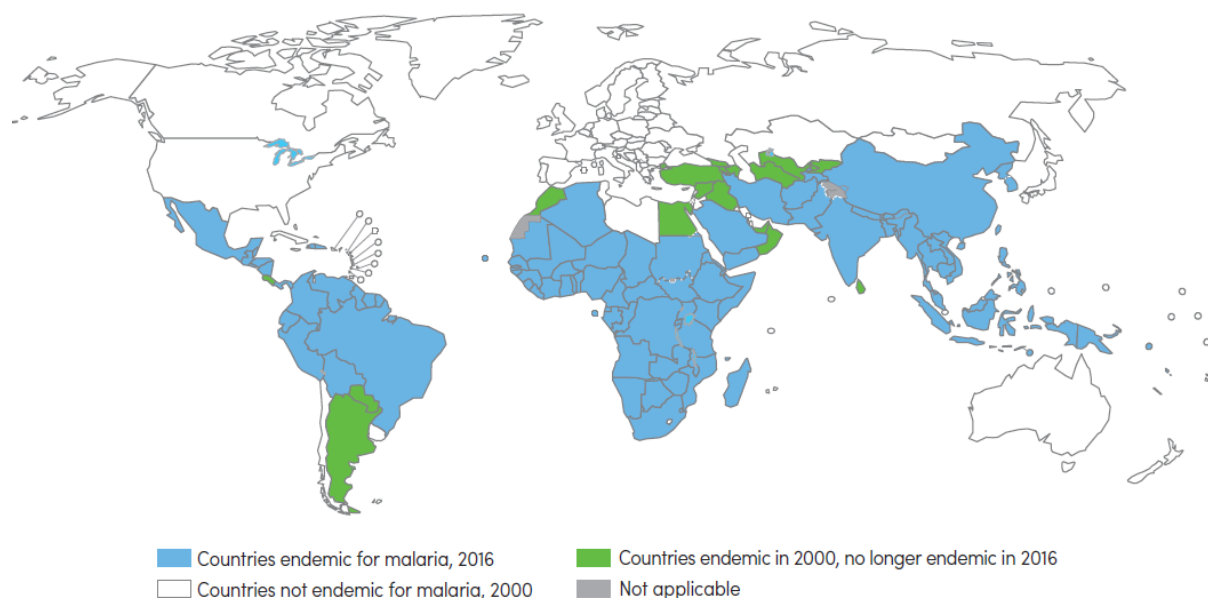 Countries endemic for malaria, 2016
Countries endemic in 2000, no longer endemic in 2016
Countries not endemic for malaria, 2000
Not applicable